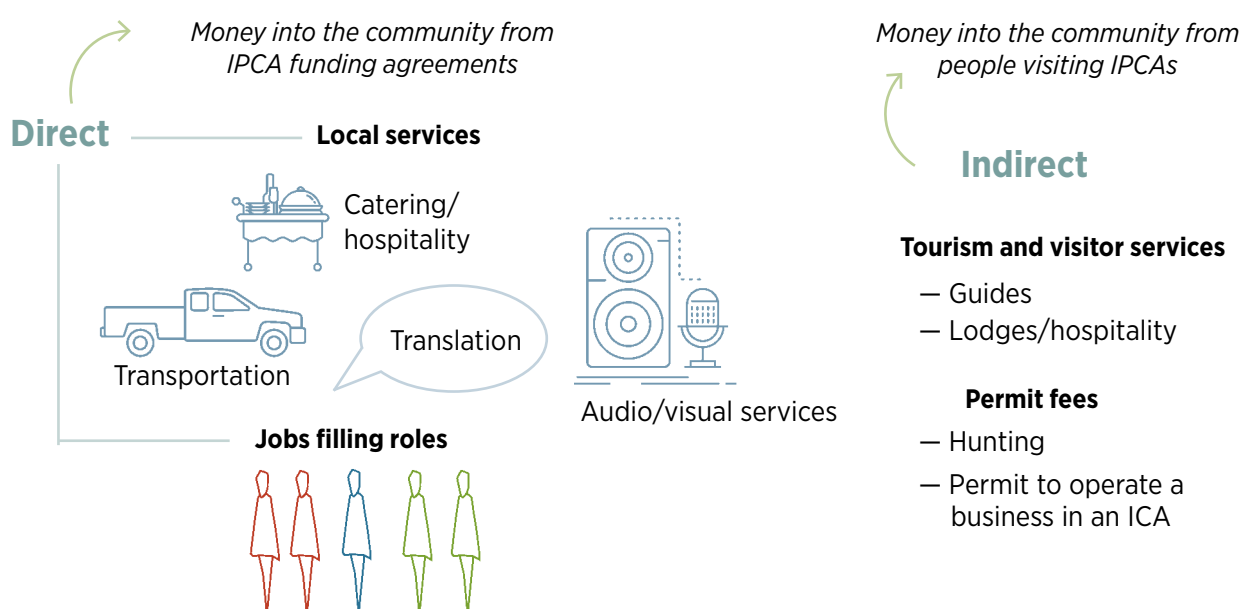 Money into the community from
IPCA funding agreements
Direct
Local services
Catering/
hospitality
Transportation
Translation
Audio/visual services
Jobs filling roles
Money into the community from
people visiting IPCAs
Indirect
Tourism and visitor services
— Guides
— Lodges/hospitality
Permit fees
— Hunting
— Permit to operate a
business in an ICA